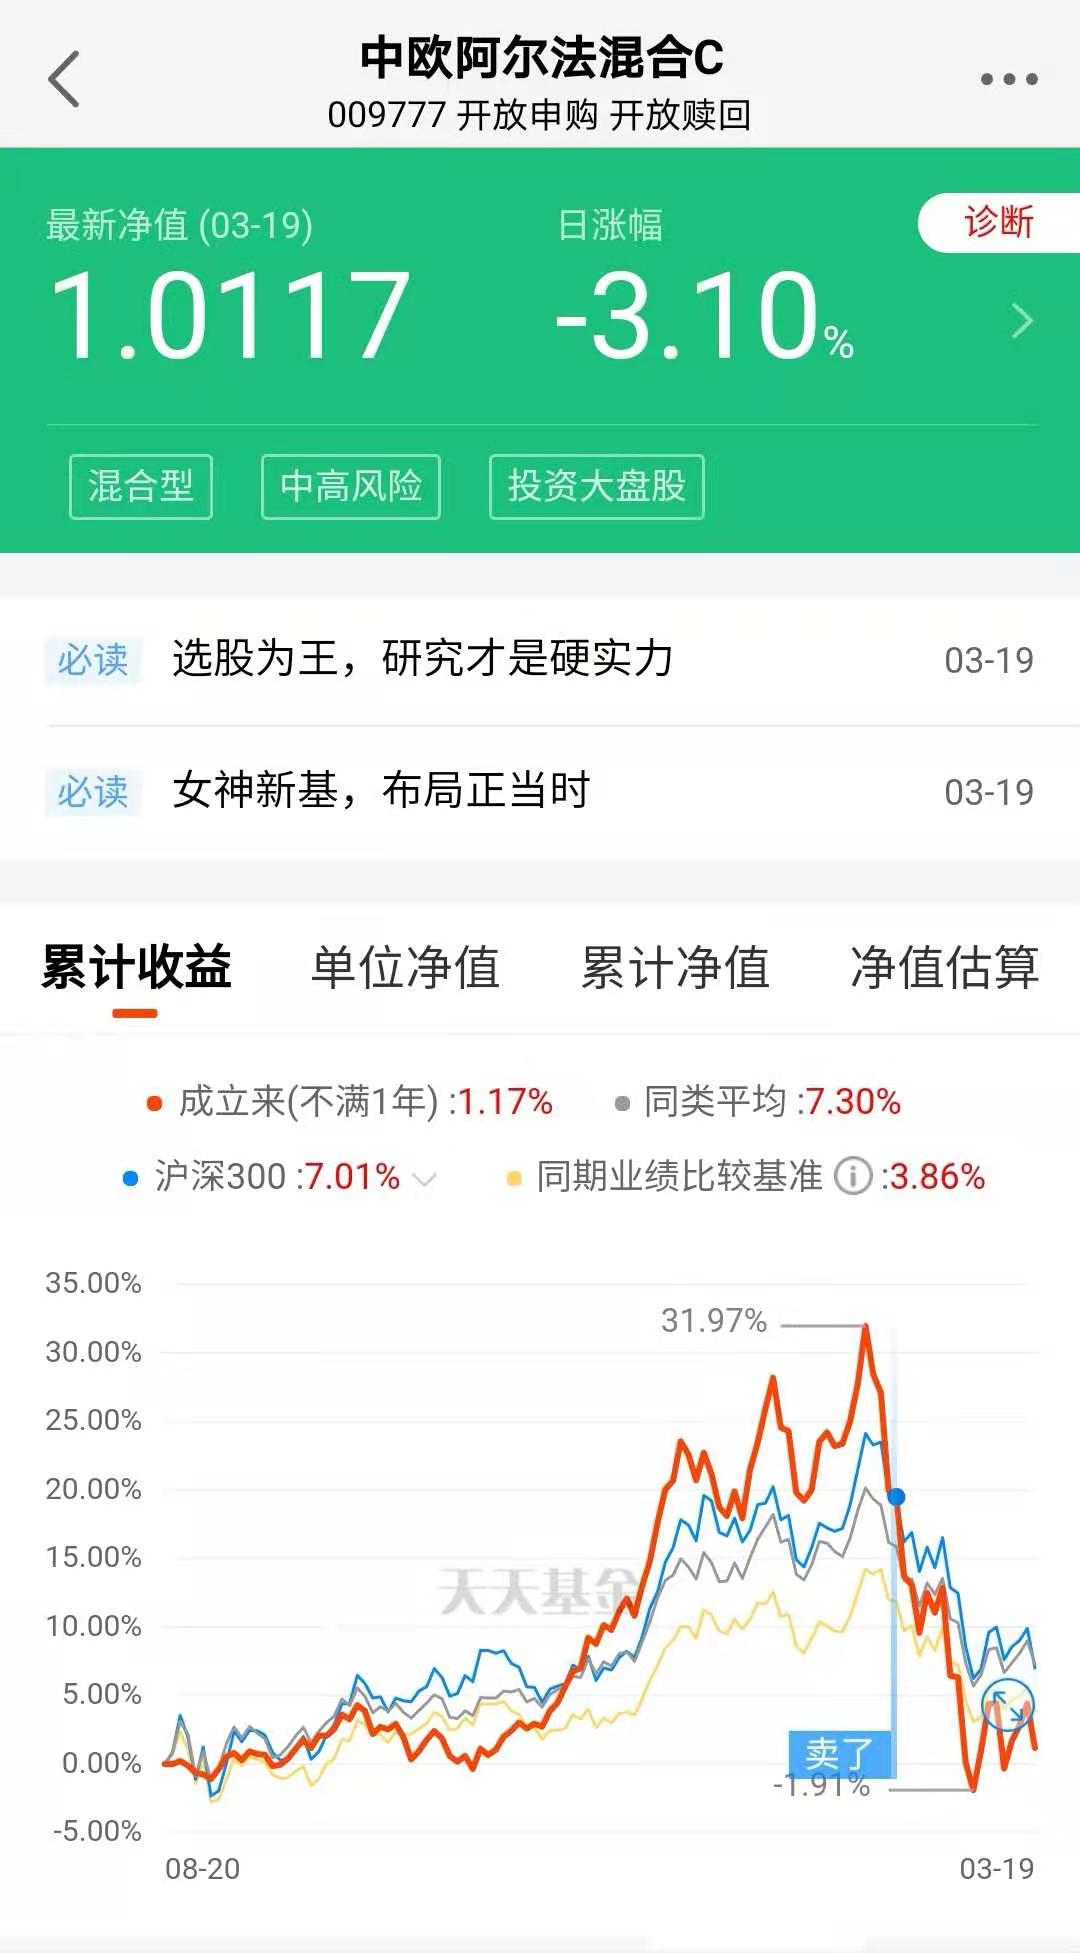 中欧阿尔法混合C
009777 开放申购 开放赎回
最新净值 (03-19)
日涨幅
诊断
1.0117
-3.10%
混合型
中高风险
投资大盘股
必读 选股为王，研究才是硬实力 03-19
必读 女神新基，布局正当时 03-19
累计收益 单位净值 累计净值 净值估算
成立来(不满1年) :1.17% 同类平均 :7.30%
沪深300 :7.01% 同期业绩比较基准 :3.86%
35.00%
31.97%
30.00%
25.00%
20.00%
15.00%
天天基金
10.00%
5.00%
卖了
0.00%
-1.91%
-5.00%
08-20 03-19